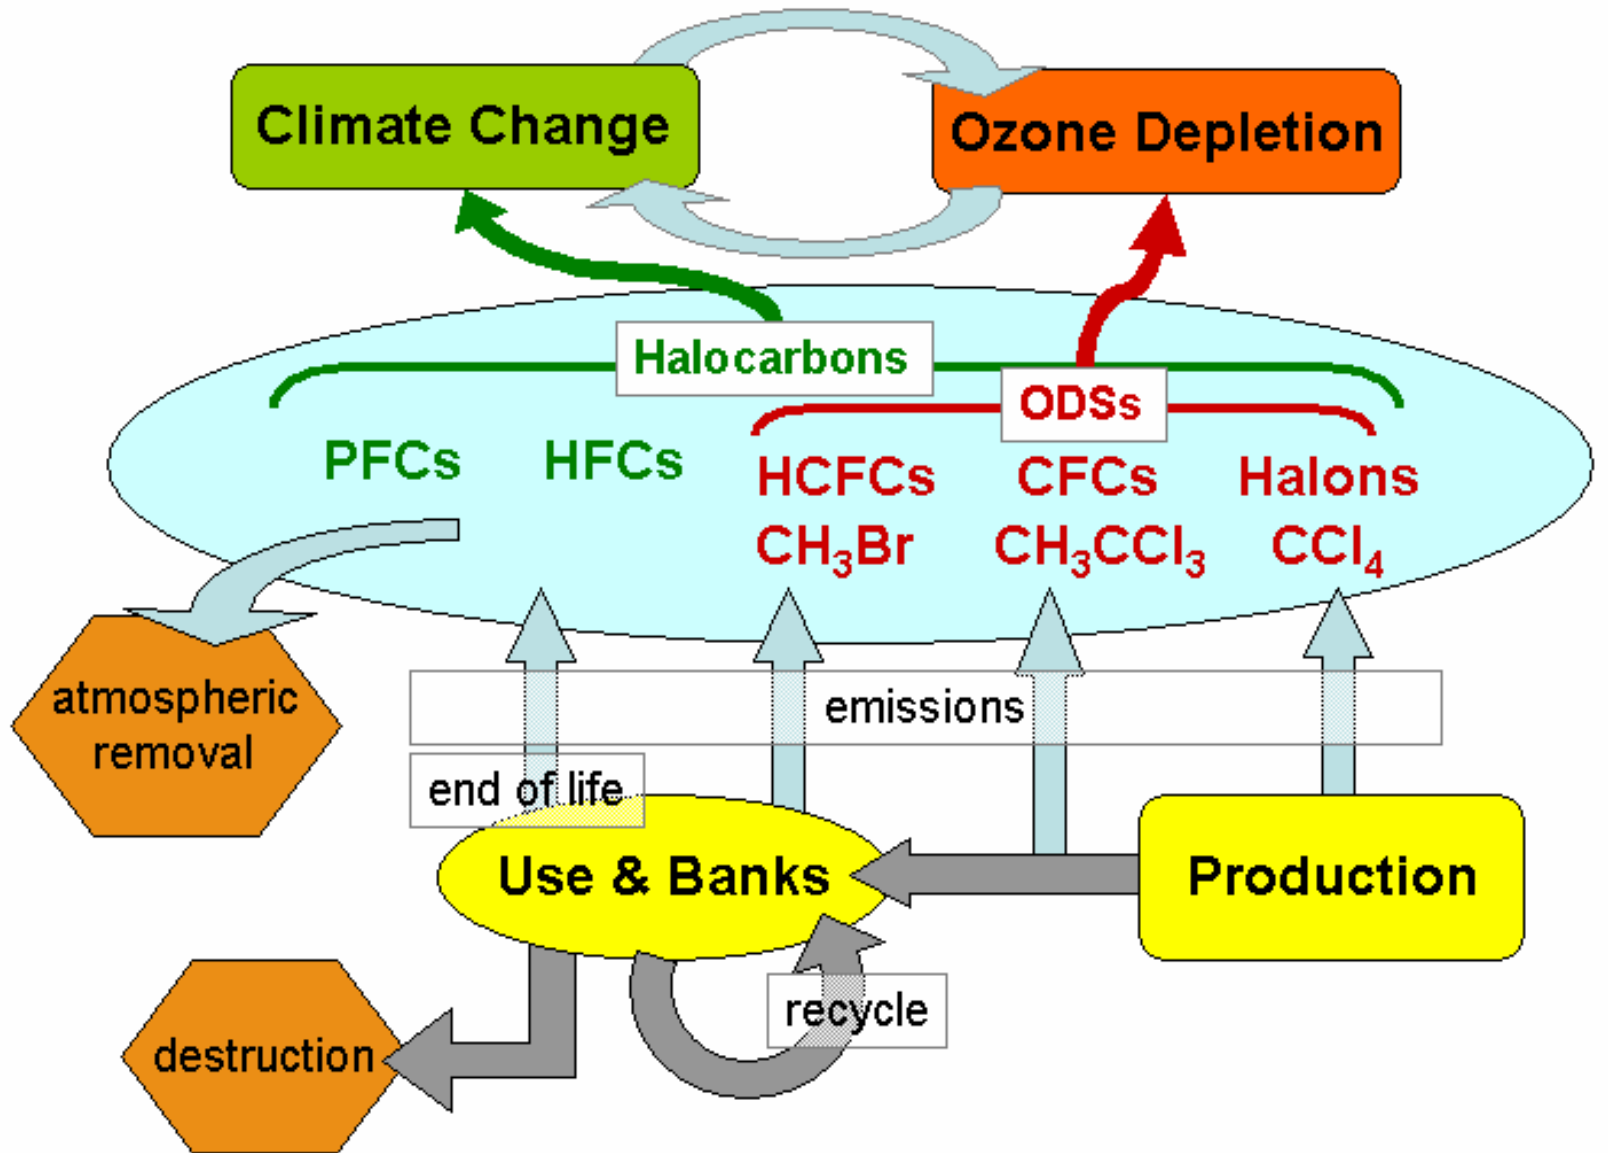 Climate Change
Ozone Depletion
Halocarbons
ODSs
PFCs HFCs HCFCs CFCs Halons
CH₃Br CH₃CCl₃ CCl₄
atmospheric
removal
emissions
end of life
Use & Banks
Production
recycle
destruction